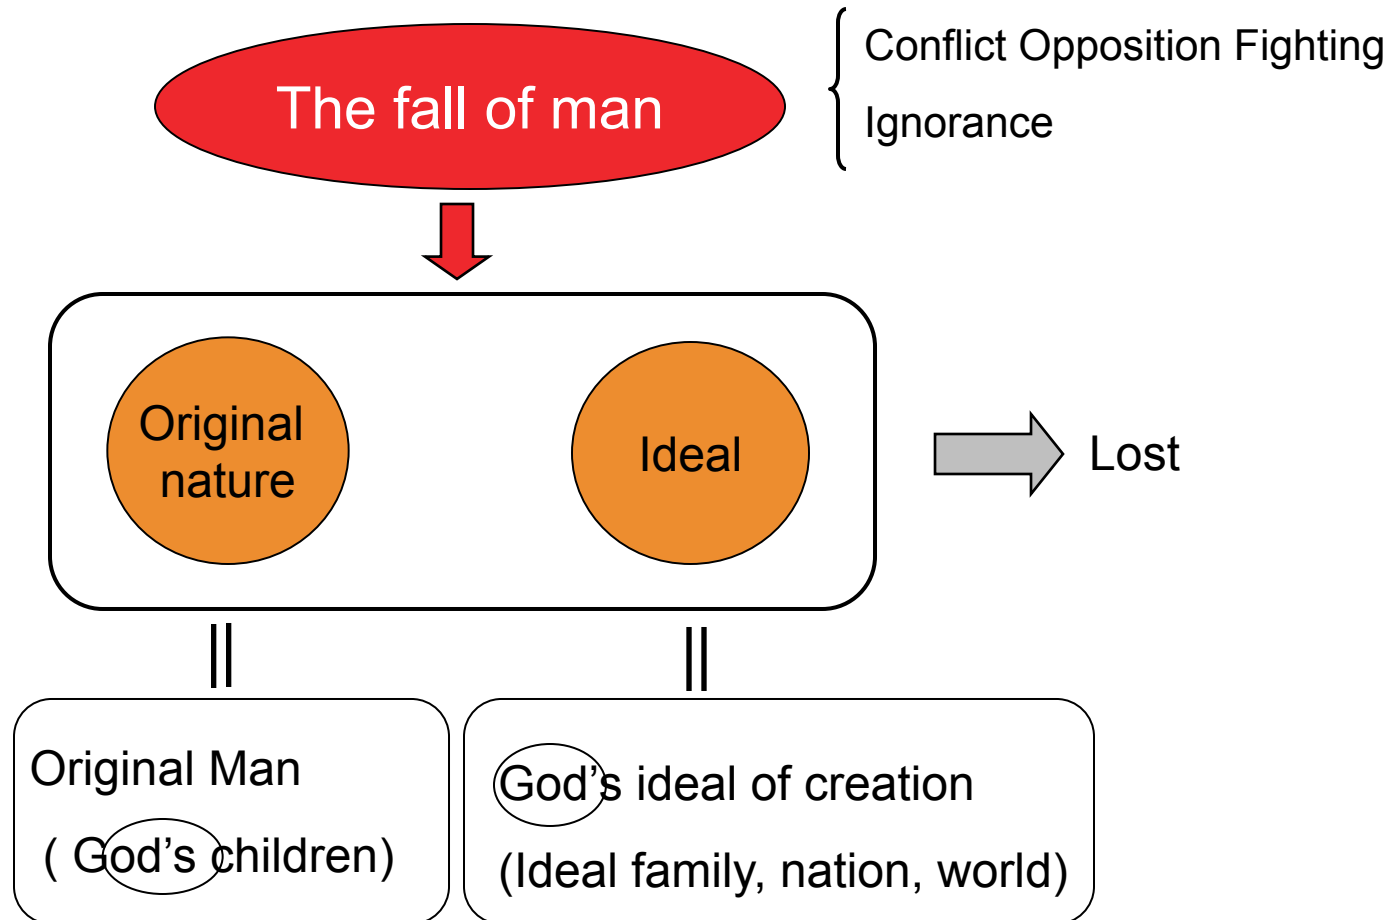 The fall of man
Conflict Opposition Fighting
Ignorance
Original
nature
Ideal
Lost
Original Man
( God's children)
God's ideal of creation
(Ideal family, nation, world)